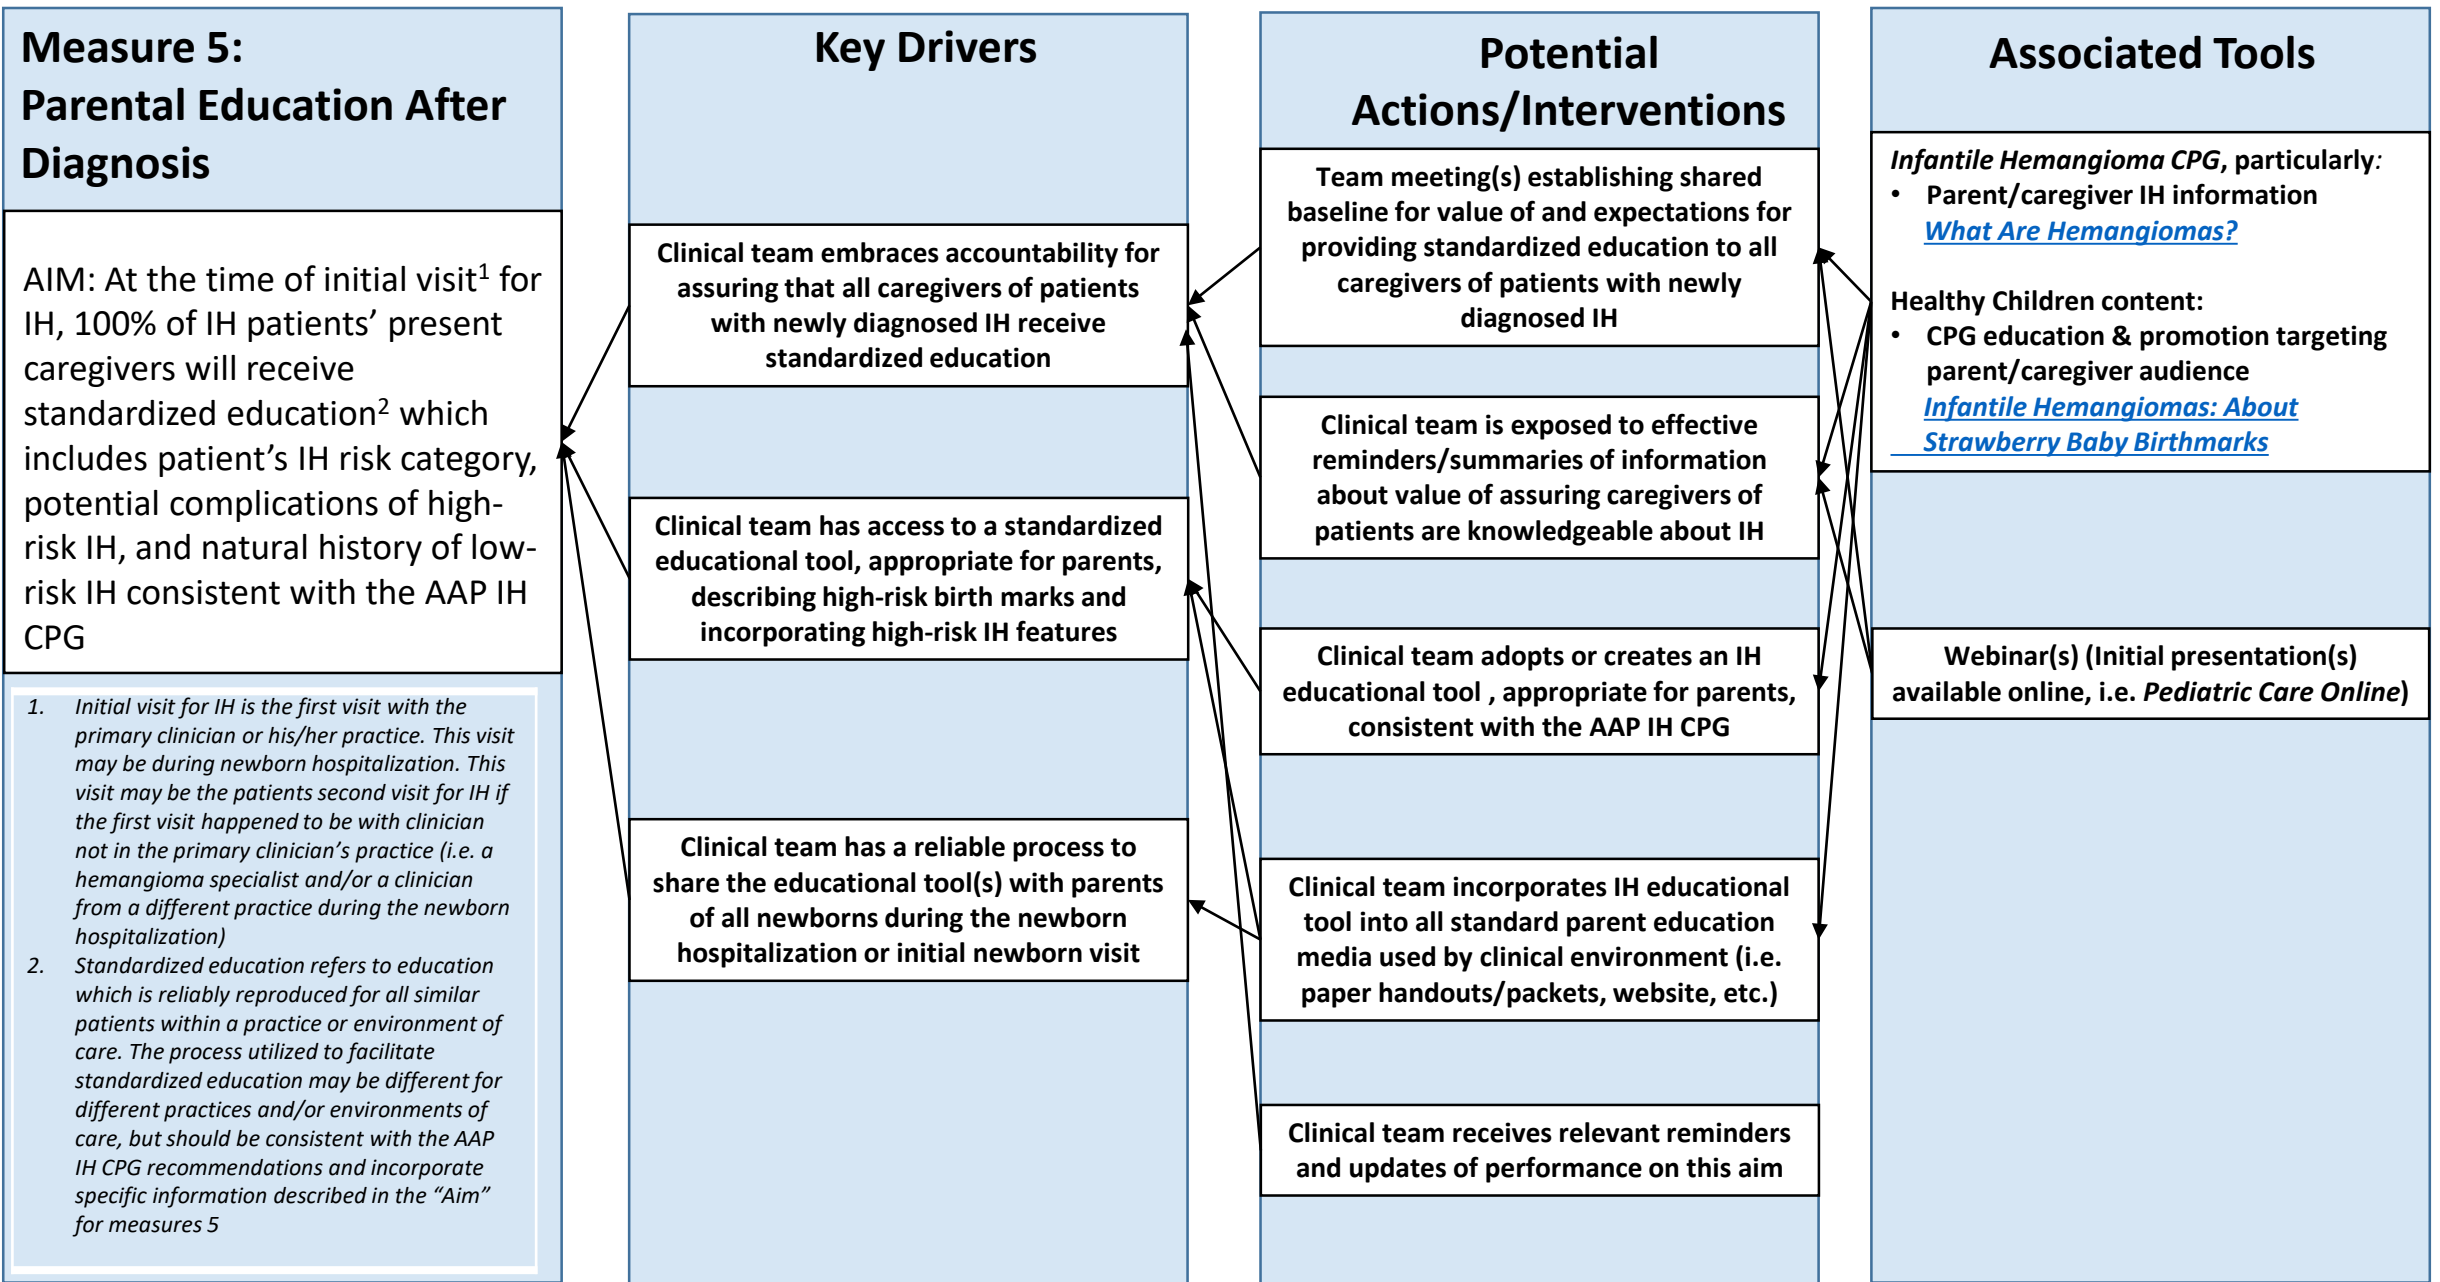 Measure 5:
Parental Education After
Diagnosis
AIM: At the time of initial visit1 for
IH, 100% of IH patients’ present
caregivers will receive
standardized education2 which
includes patient’s IH risk category,
potential complications of high-
risk IH, and natural history of low-
risk IH consistent with the AAP IH
CPG
1. Initial visit for IH is the first visit with the
primary clinician or his/her practice. This visit
may be during newborn hospitalization. This
visit may be the patients second visit for IH if
the first visit happened to be with clinician
not in the primary clinician’s practice (i.e. a
hemangioma specialist and/or a clinician
from a different practice during the newborn
hospitalization)
2. Standardized education refers to education
which is reliably reproduced for all similar
patients within a practice or environment of
care. The process utilized to facilitate
standardized education may be different for
different practices and/or environments of
care, but should be consistent with the AAP
IH CPG recommendations and incorporate
specific information described in the “Aim”
for measures 5
Key Drivers
Clinical team embraces accountability for
assuring that all caregivers of patients
with newly diagnosed IH receive
standardized education
Clinical team has access to a standardized
educational tool, appropriate for parents,
describing high-risk birth marks and
incorporating high-risk IH features
Clinical team has a reliable process to
share the educational tool(s) with parents
of all newborns during the newborn
hospitalization or initial newborn visit
Potential
Actions/Interventions
Team meeting(s) establishing shared
baseline for value of and expectations for
providing standardized education to all
caregivers of patients with newly
diagnosed IH
Clinical team is exposed to effective
reminders/summaries of information
about value of assuring caregivers of
patients are knowledgeable about IH
Clinical team adopts or creates an IH
educational tool , appropriate for parents,
consistent with the AAP IH CPG
Clinical team incorporates IH educational
tool into all standard parent education
media used by clinical environment (i.e.
paper handouts/packets, website, etc.)
Clinical team receives relevant reminders
and updates of performance on this aim
Associated Tools
Infantile Hemangioma CPG, particularly:
• Parent/caregiver IH information
What Are Hemangiomas?
Healthy Children content:
• CPG education & promotion targeting
parent/caregiver audience
Infantile Hemangiomas: About
Strawberry Baby Birthmarks
Webinar(s) (Initial presentation(s)
available online, i.e. Pediatric Care Online)